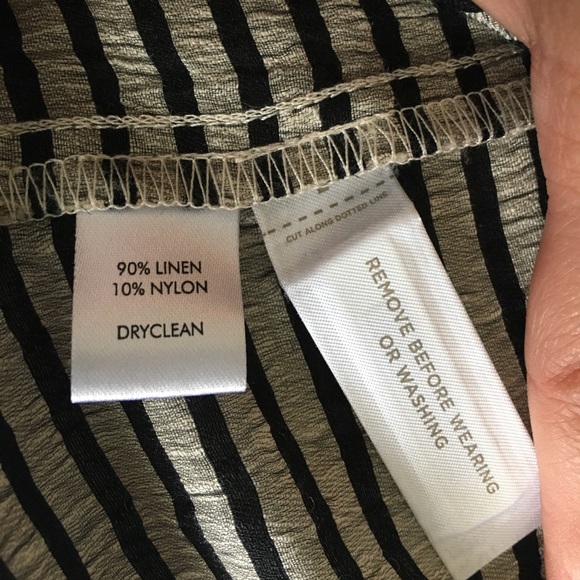 90% LINEN
10% NYLON
DRYCLEAN
CUT ALONG DOTTED LINE
REMOVE BEFORE WEARING
OR WASHING